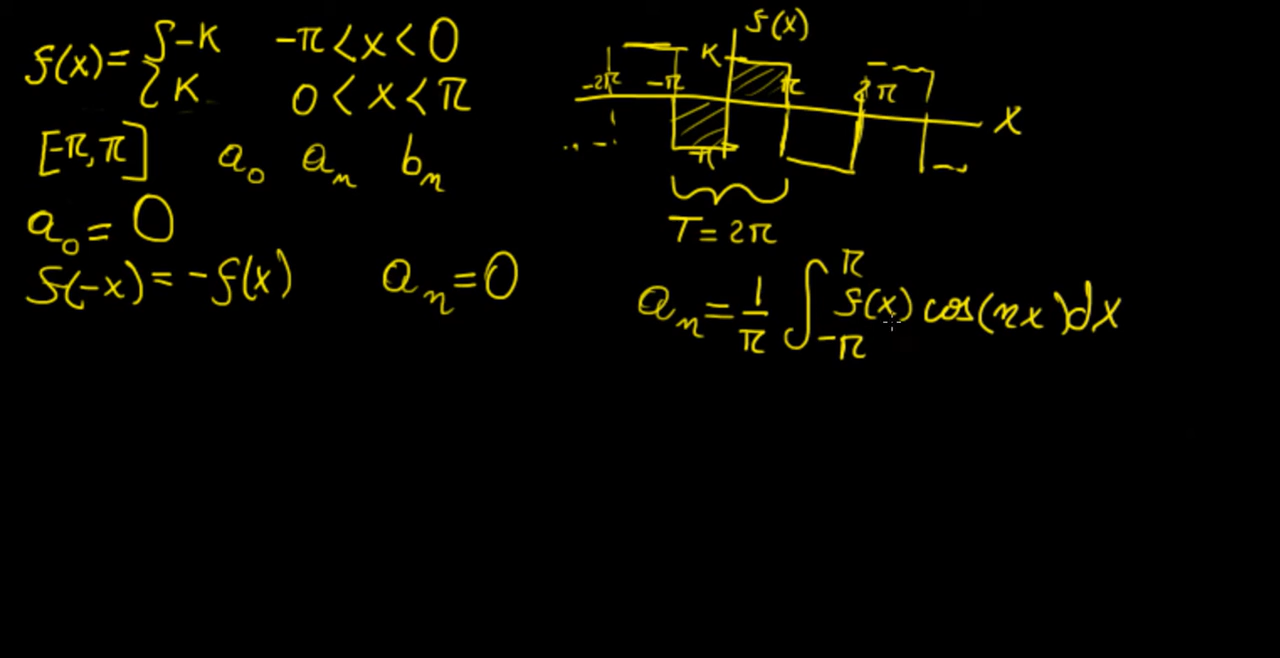 f(x) = { -K   -π < x < 0
K   0 < x < π
[-π, π]   a₀   aₙ   bₙ
a₀ = 0
f(-x) = -f(x)   aₙ = 0
f(x)
K
-2π   -π   π   2π   x
-π
T = 2π
aₙ = 1/π ∫_{-π}^{π} f(x) cos(nx) dx